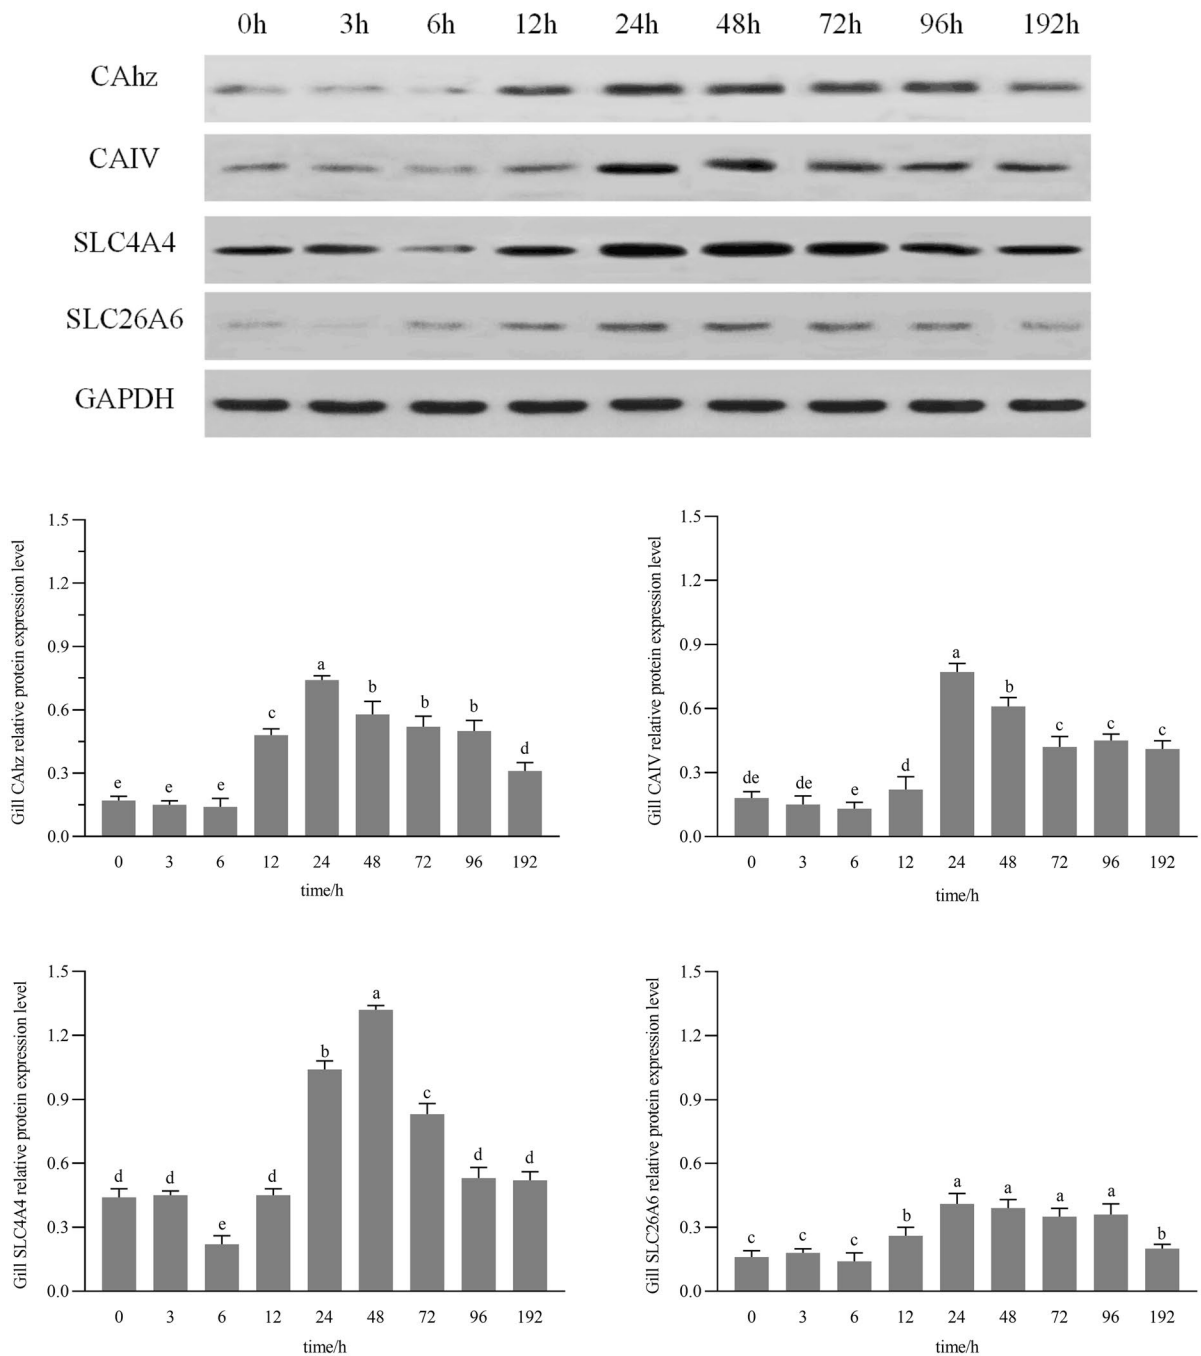 0h 3h 6h 12h 24h 48h 72h 96h 192h
CAhz
CAIV
SLC4A4
SLC26A6
GAPDH
Gill CAhz relative protein expression level
1.5
1.2
0.9
0.6
0.3
0.0
e e e c a b b b d
0 3 6 12 24 48 72 96 192
time/h
Gill CAIV relative protein expression level
1.5
1.2
0.9
0.6
0.3
0.0
de de e d a b c c c
0 3 6 12 24 48 72 96 192
time/h
Gill SLC4A4 relative protein expression level
1.5
1.2
0.9
0.6
0.3
0.0
d d e d b a c d d
0 3 6 12 24 48 72 96 192
time/h
Gill SLC26A6 relative protein expression level
1.5
1.2
0.9
0.6
0.3
0.0
c c c b a a a a b
0 3 6 12 24 48 72 96 192
time/h